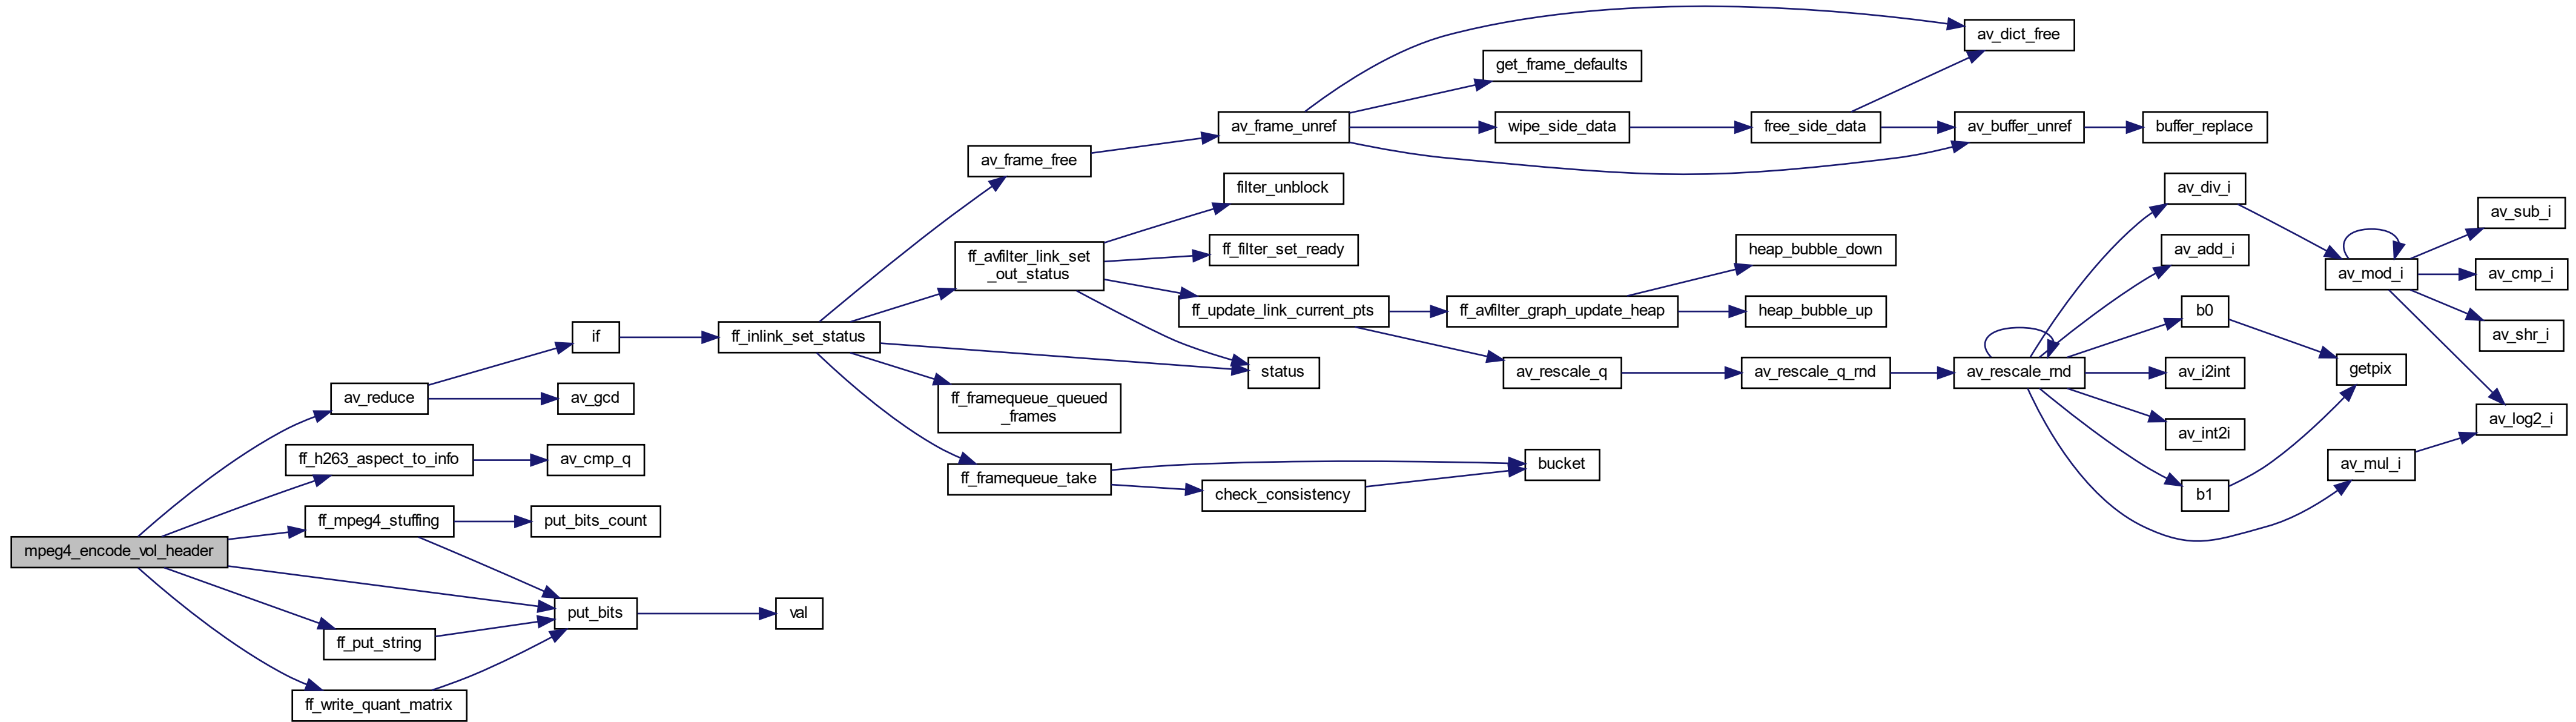 mpeg4_encode_vol_header
av_reduce
ff_h263_aspect_to_info
ff_mpeg4_stuffing
ff_put_string
ff_write_quant_matrix
if
av_gcd
av_cmp_q
put_bits_count
put_bits
val
ff_inlink_set_status
av_frame_free
ff_avfilter_link_set
_out_status
ff_framequeue_queued
_frames
ff_framequeue_take
av_frame_unref
filter_unblock
ff_filter_set_ready
ff_update_link_current_pts
status
check_consistency
bucket
get_frame_defaults
wipe_side_data
ff_avfilter_graph_update_heap
av_rescale_q
free_side_data
heap_bubble_down
heap_bubble_up
av_rescale_q_rnd
av_dict_free
av_buffer_unref
buffer_replace
av_rescale_rnd
av_div_i
av_add_i
b0
av_i2int
av_int2i
b1
av_mod_i
getpix
av_mul_i
av_sub_i
av_cmp_i
av_shr_i
av_log2_i